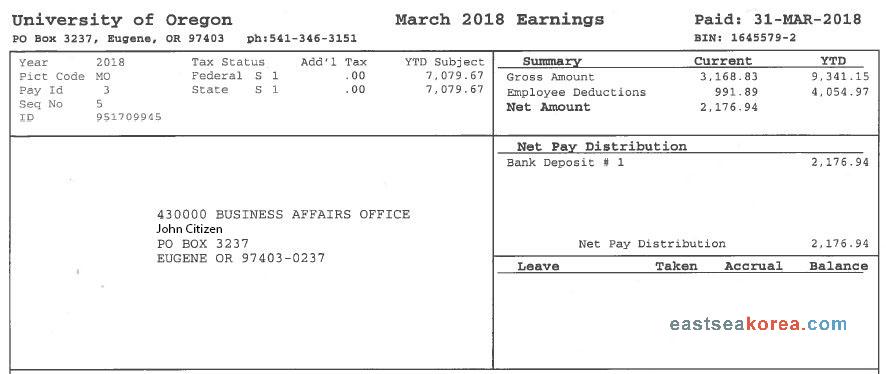 University of Oregon March 2018 Earnings Paid: 31-MAR-2018
PO Box 3237, Eugene, OR 97403 ph:541-346-3151 BIN: 1645579-2
Year 2018 Tax Status Add'l Tax YTD Subject
Pict Code MO Federal S 1 .00 7,079.67
Pay Id 3 State S 1 .00 7,079.67
Seq No 5
ID 951709945
Summary Current YTD
Gross Amount 3,168.83 9,341.15
Employee Deductions 991.89 4,054.97
Net Amount 2,176.94
Net Pay Distribution
Bank Deposit # 1 2,176.94
430000 BUSINESS AFFAIRS OFFICE
John Citizen
PO BOX 3237
EUGENE OR 97403-0237
Net Pay Distribution 2,176.94
Leave Taken Accrual Balance
eastseakorea.com